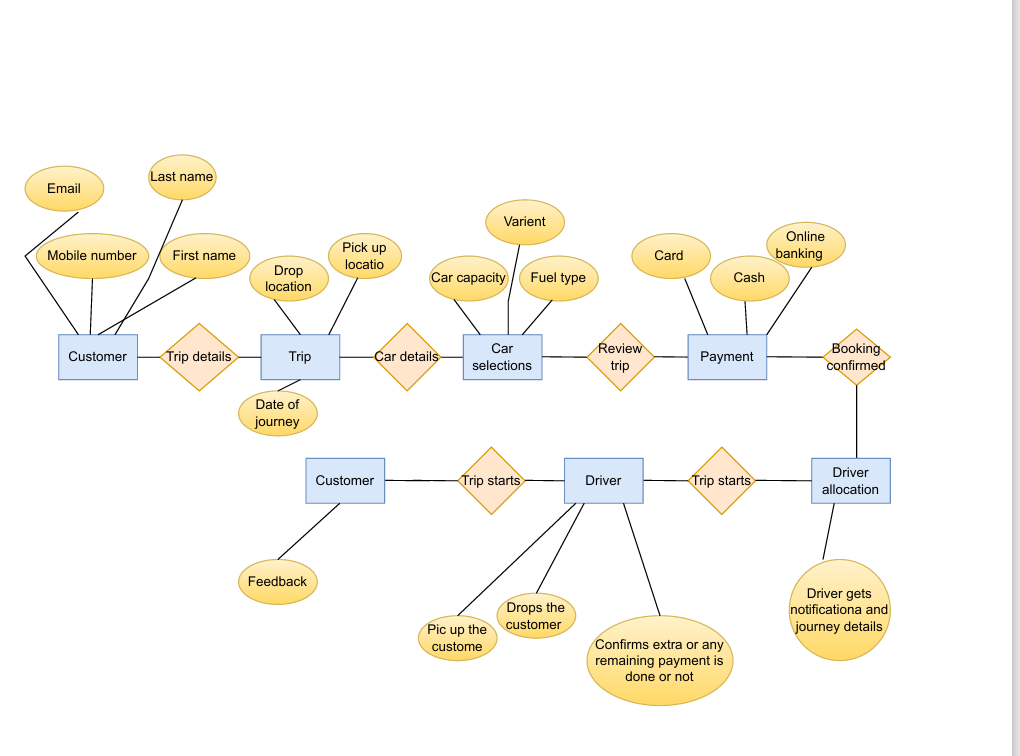 Last name
Email
Varient
Mobile number
First name
Pick up
locatio
Card
Online
banking
Drop
location
Car capacity
Fuel type
Cash
Customer
Trip details
Trip
Car details
Car
selections
Review
trip
Payment
Booking
confirmed
Date of
journey
Customer
Trip starts
Driver
Trip starts
Driver
allocation
Feedback
Pic up the
custome
Drops the
customer
Confirms extra or any
remaining payment is
done or not
Driver gets
notificationa and
journey details